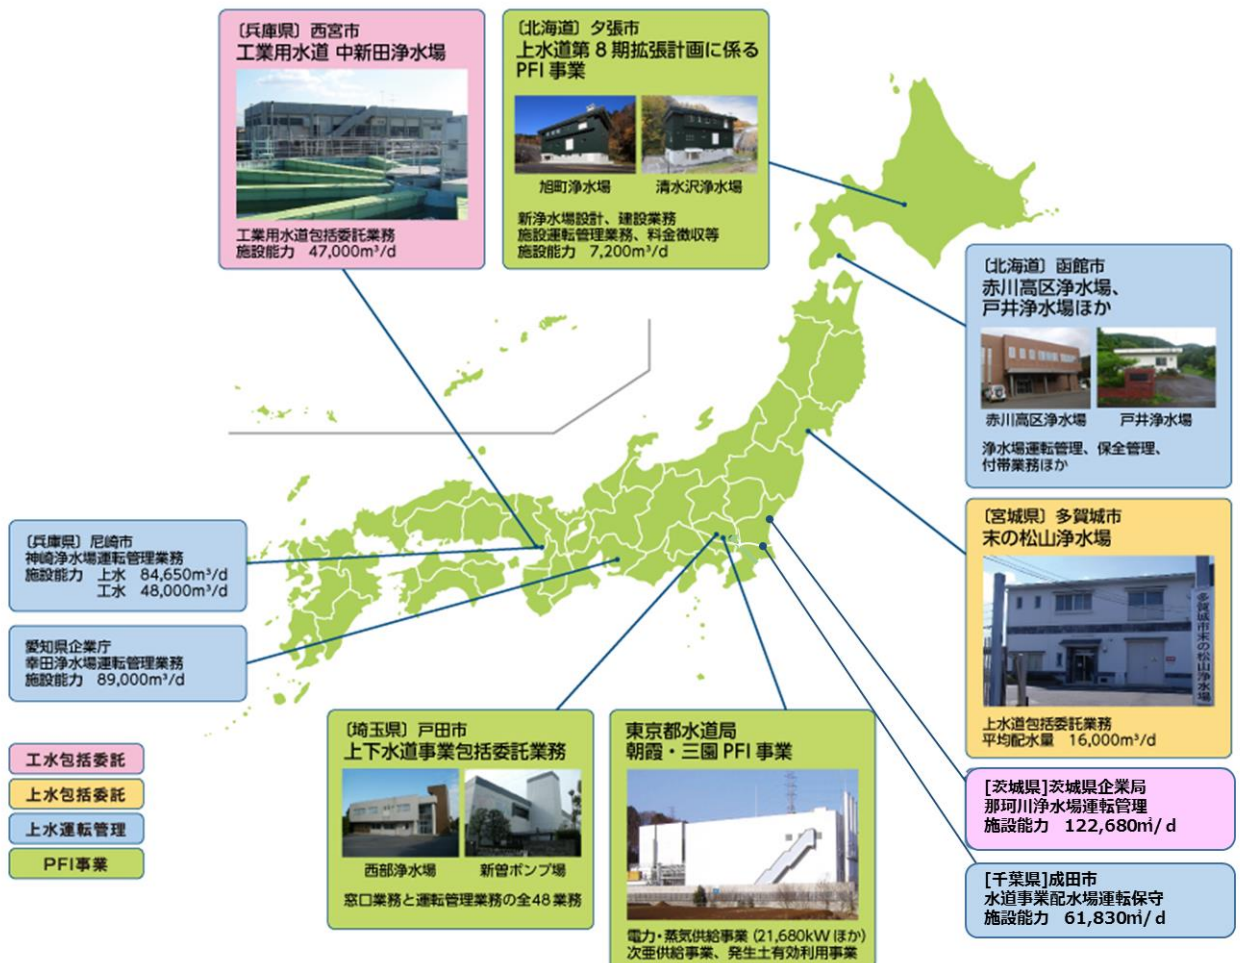 〔兵庫県〕西宮市
工業用水道 中新田浄水場
工業用水道包括委託業務
施設能力 47,000m³/d
〔北海道〕夕張市
上水道第8期拡張計画に係る
PFI事業
旭町浄水場
清水沢浄水場
新浄水場設計、建設業務
施設運転管理業務、料金徴収等
施設能力 7,200m³/d
〔北海道〕函館市
赤川高区浄水場、
戸井浄水場ほか
赤川高区浄水場
戸井浄水場
浄水場運転管理、保全管理、
付帯業務ほか
〔宮城県〕多賀城市
末の松山浄水場
多賀城市末の松山浄水場
上水道包括委託業務
平均配水量 16,000m³/d
〔兵庫県〕尼崎市
神崎浄水場運転管理業務
施設能力 上水 84,650m³/d
工水 48,000m³/d
愛知県企業庁
幸田浄水場運転管理業務
施設能力 89,000m³/d
〔埼玉県〕戸田市
上下水道事業包括委託業務
西部浄水場
新曽ポンプ場
窓口業務と運転管理業務の全48業務
東京都水道局
朝霞・三園PFI事業
電力・蒸気供給事業(21,680kWほか)
次亜供給事業、発生土有効利用事業
[茨城県]茨城県企業局
那珂川浄水場運転管理
施設能力 122,680㎥/d
[千葉県]成田市
水道事業配水場運転保守
施設能力 61,830㎥/d
工水包括委託
上水包括委託
上水運転管理
PFI事業